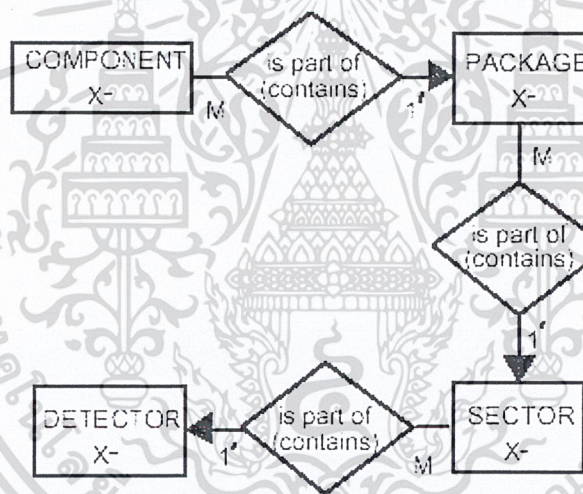 COMPONENT
X-
M
is part of
(contains)
1*
PACKAGE
X-
M
is part of
(contains)
1*
SECTOR
X-
M
is part of
(contains)
1*
DETECTOR
X-